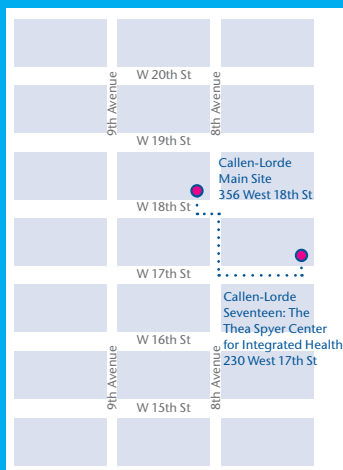 W 20th St
9th Avenue
8th Avenue
W 19th St
Callen-Lorde
Main Site
356 West 18th St
W 18th St
W 17th St
Callen-Lorde
Seventeen: The
Thea Spyer Center
for Integrated Health
230 West 17th St
W 16th St
9th Avenue
8th Avenue
W 15th St